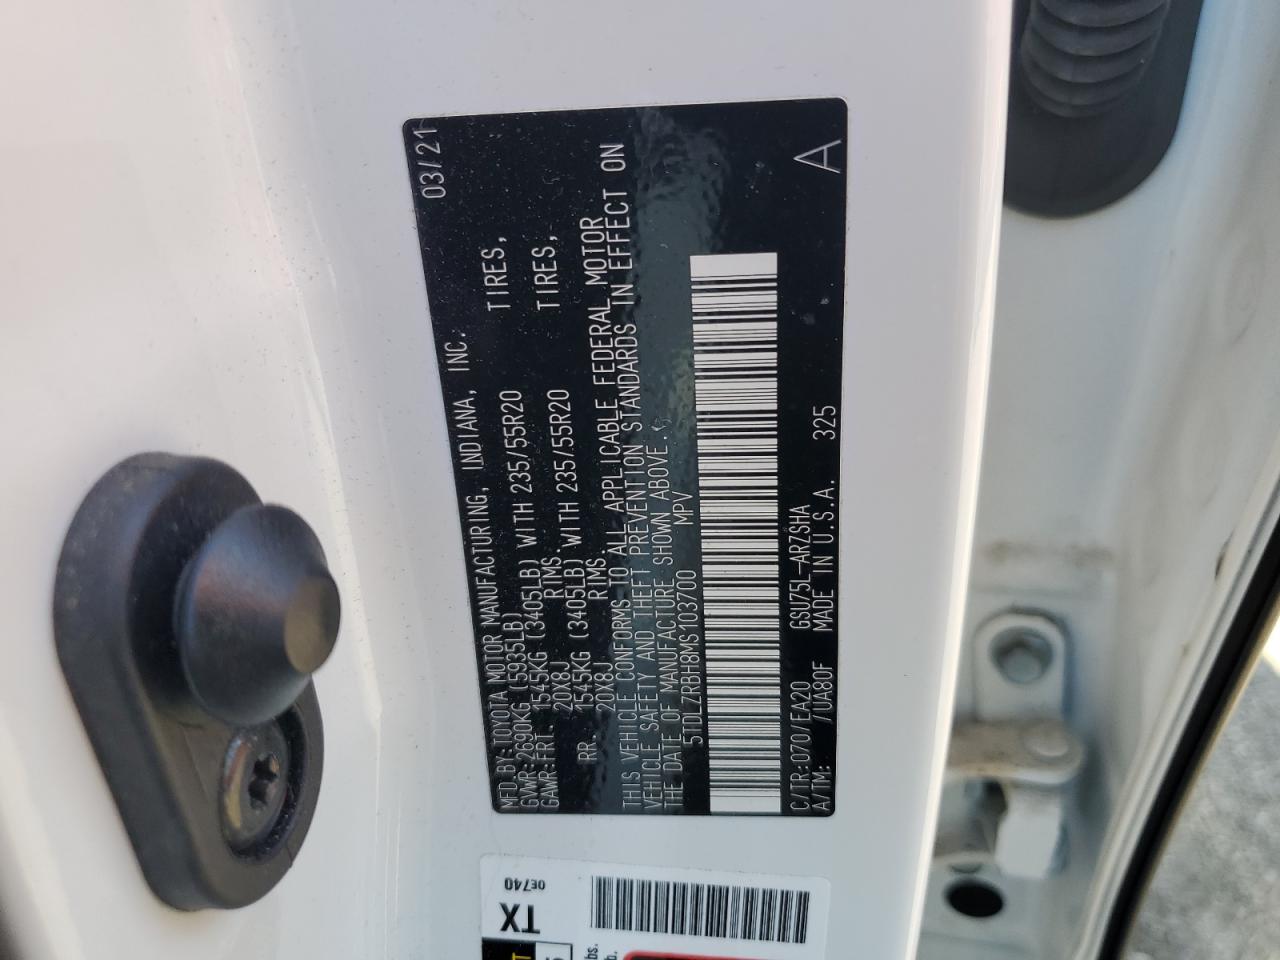 MFD. BY: TOYOTA MOTOR MANUFACTURING, INDIANA, INC. 03/21
GVWR: 2690KG (5935LB)
GAWR: FRT. 1545KG (3405LB) WITH 235/55R20 TIRES,
20X8J RIMS.
RR. 1545KG (3405LB) WITH 235/55R20 TIRES,
20X8J RIMS.
THIS VEHICLE CONFORMS TO ALL APPLICABLE FEDERAL MOTOR
VEHICLE SAFETY AND THEFT PREVENTION STANDARDS IN EFFECT ON
THE DATE OF MANUFACTURE SHOWN ABOVE.
5TDLZRBH8MS103700 MPV
C/TR: 070/EA20 GSU75L-ARZSHA
A/TM: /UA80F MADE IN U.S.A. 325 A
0E740
TX